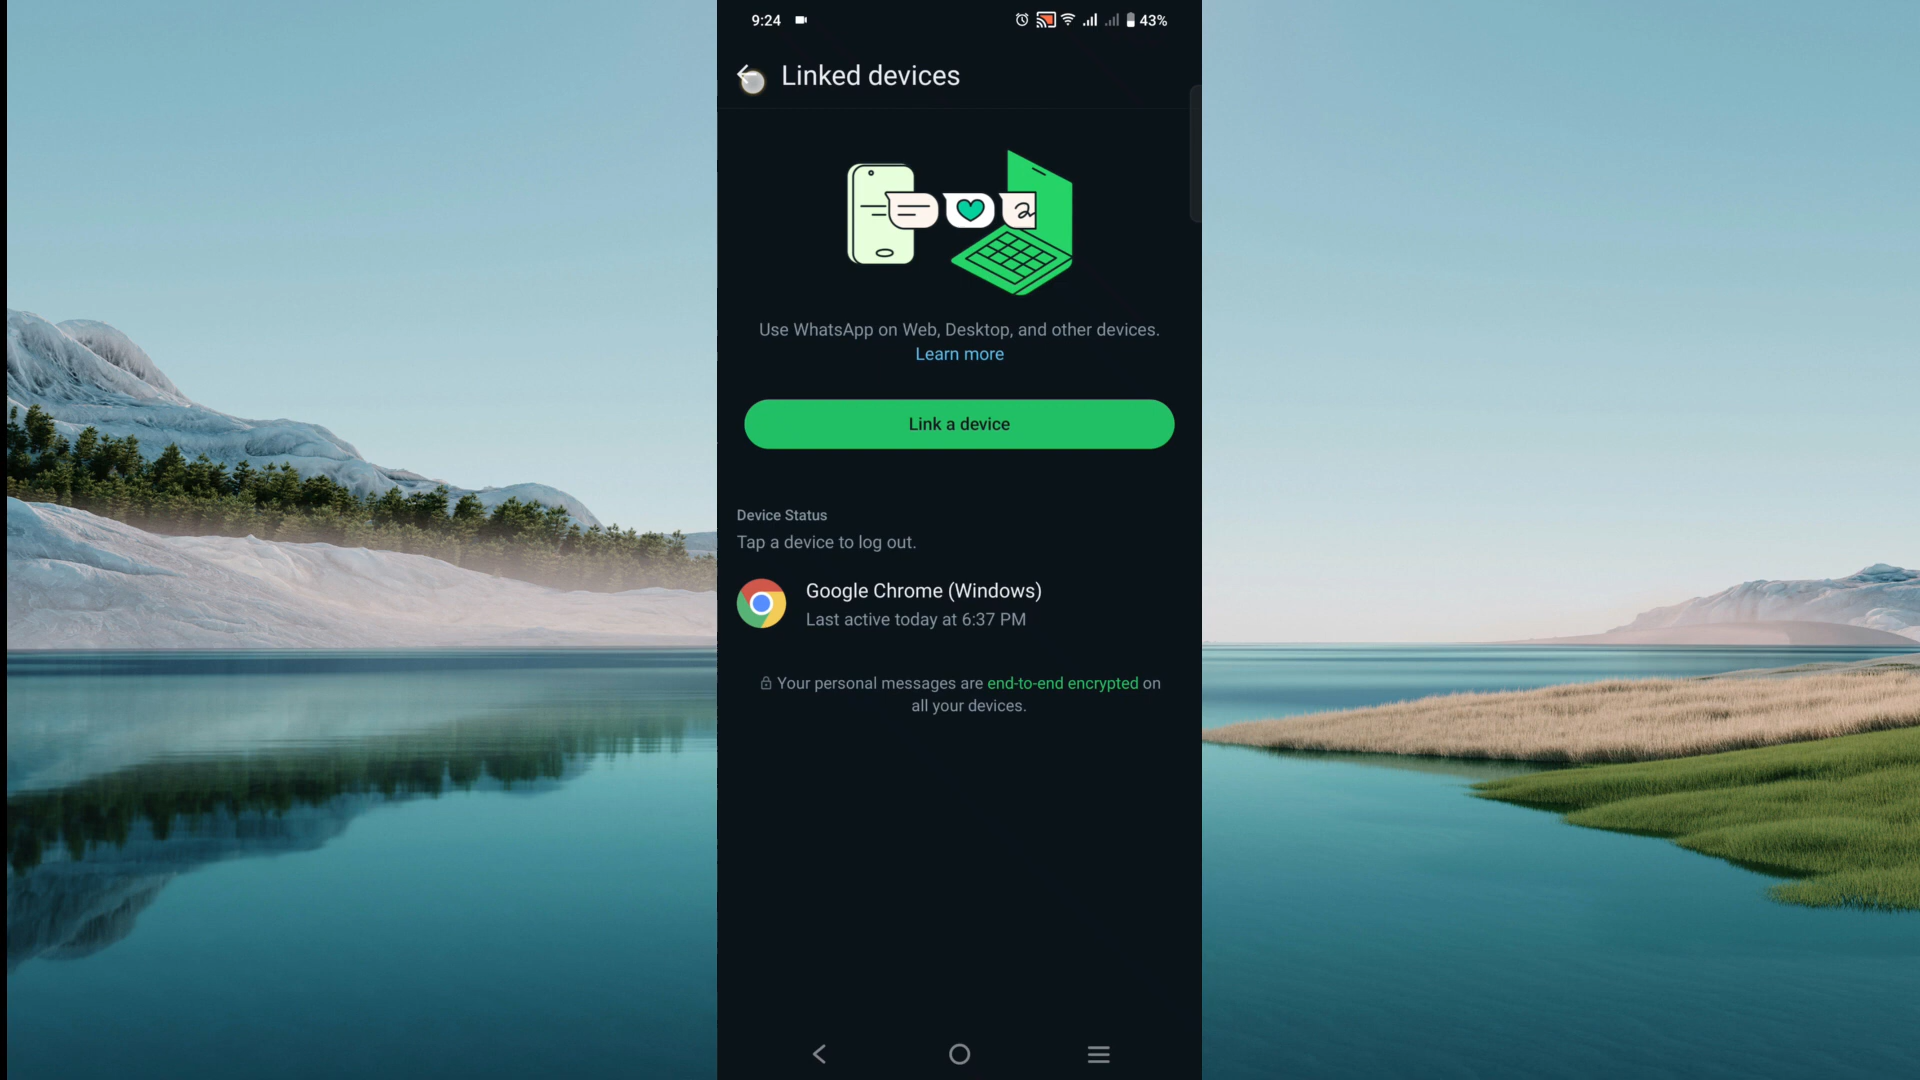 9:24
43%
Linked devices
Use WhatsApp on Web, Desktop, and other devices.
Learn more
Link a device
Device Status
Tap a device to log out.
Google Chrome (Windows)
Last active today at 6:37 PM
Your personal messages are end-to-end encrypted on
all your devices.